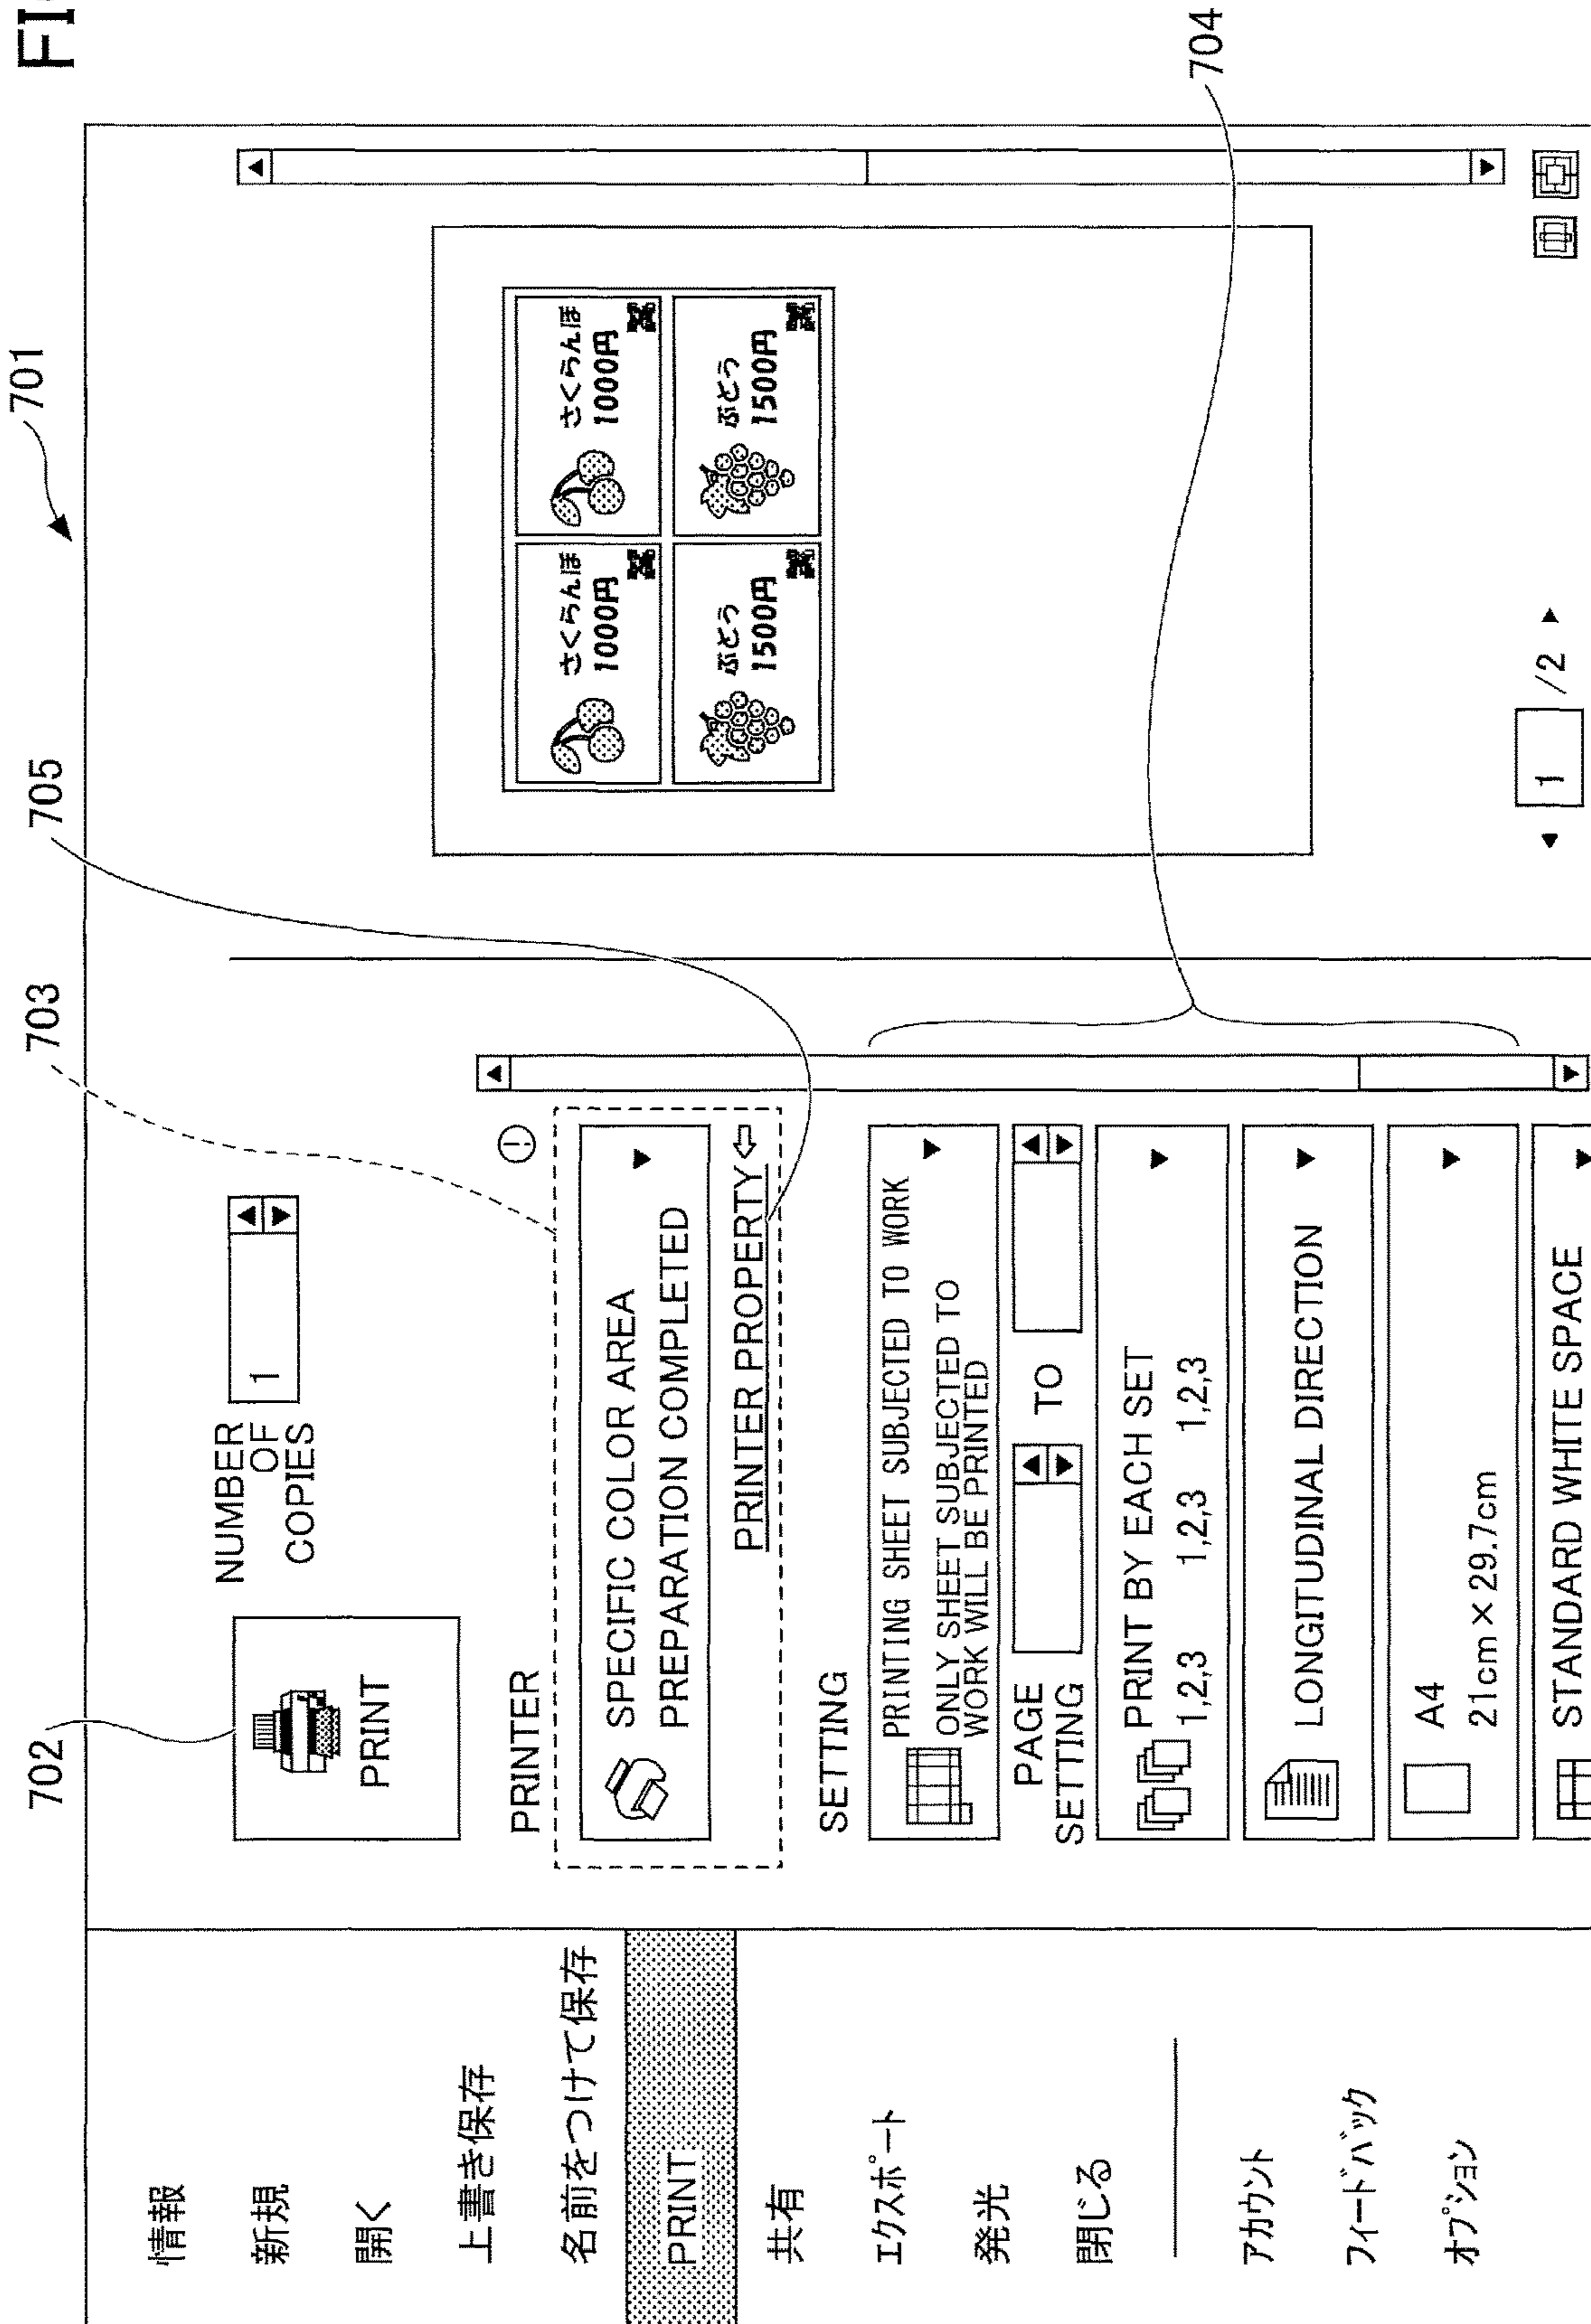 FI
701
702
703
705
704
情報
新規
開く
上書き保存
名前をつけて保存
PRINT
共有
エクスポート
発光
閉じる
アカウント
フィードバック
オプション
PRINT
NUMBER
OF
COPIES
1
PRINTER
SPECIFIC COLOR AREA
PREPARATION COMPLETED
PRINTER PROPERTY
SETTING
PRINTING SHEET SUBJECTED TO WORK
ONLY SHEET SUBJECTED TO
WORK WILL BE PRINTED
PAGE
SETTING
TO
PRINT BY EACH SET
1,2,3 1,2,3 1,2,3
LONGITUDINAL DIRECTION
A4
21cm×29.7cm
STANDARD WHITE SPACE
さくらんぼ
1000円
さくらんぼ
1000円
ぶどう
1500円
ぶどう
1500円
1 /2